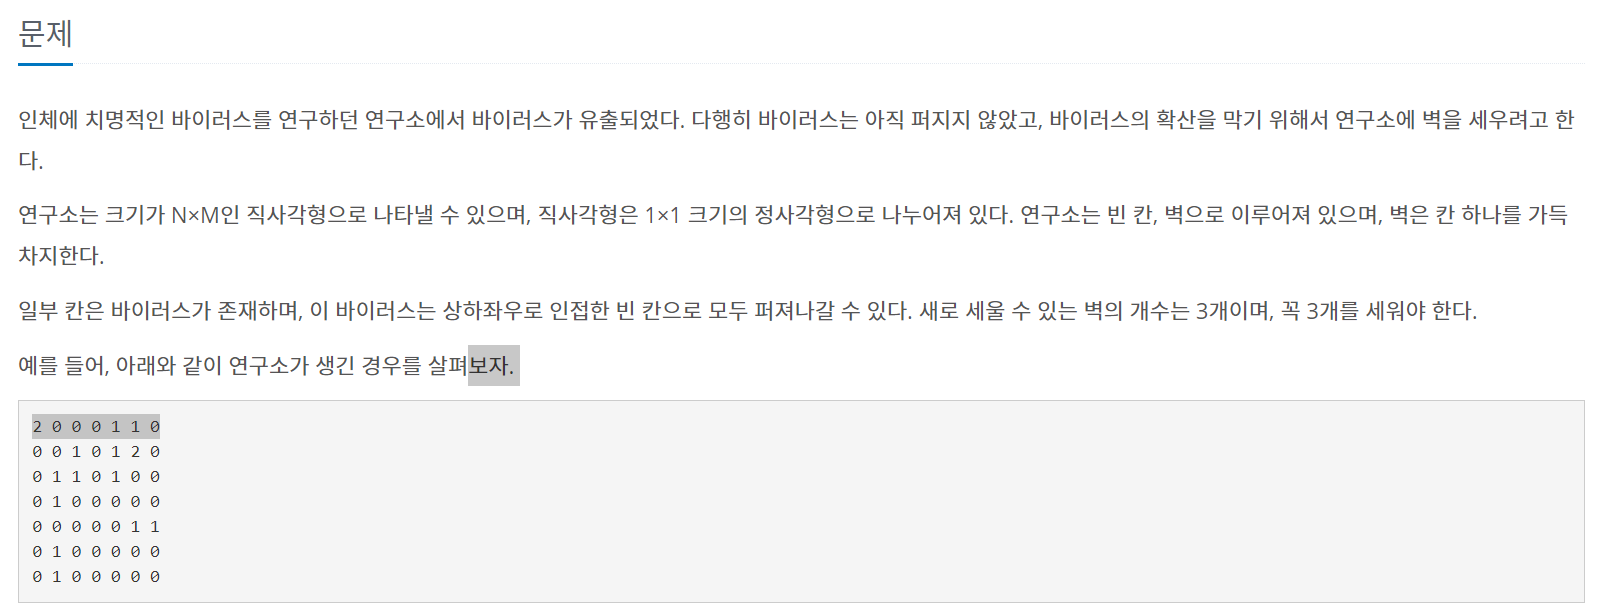 문제
인체에 치명적인 바이러스를 연구하던 연구소에서 바이러스가 유출되었다. 다행히 바이러스는 아직 퍼지지 않았고, 바이러스의 확산을 막기 위해서 연구소에 벽을 세우려고 한
다.
연구소는 크기가 N×M인 직사각형으로 나타낼 수 있으며, 직사각형은 1×1 크기의 정사각형으로 나누어져 있다. 연구소는 빈 칸, 벽으로 이루어져 있으며, 벽은 칸 하나를 가득
차지한다.
일부 칸은 바이러스가 존재하며, 이 바이러스는 상하좌우로 인접한 빈 칸으로 모두 퍼져나갈 수 있다. 새로 세울 수 있는 벽의 개수는 3개이며, 꼭 3개를 세워야 한다.
예를 들어, 아래와 같이 연구소가 생긴 경우를 살펴보자.
2 0 0 0 1 1 0
0 0 1 0 1 2 0
0 1 1 0 1 0 0
0 1 0 0 0 0 0
0 0 0 0 0 1 1
0 1 0 0 0 0 0
0 1 0 0 0 0 0